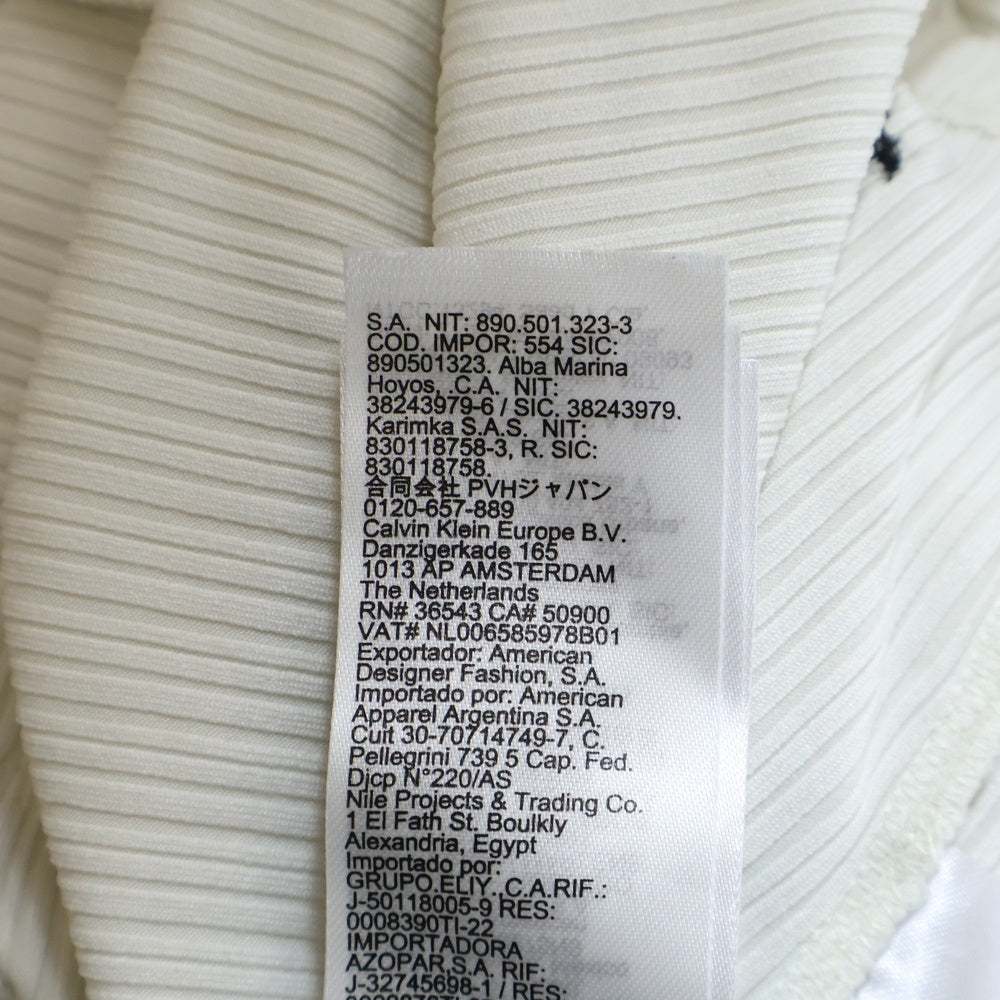 S.A. NIT: 890.501.323-3
COD. IMPOR: 554 SIC:
890501323. Alba Marina
Hoyos, .C.A. NIT:
38243979-6 / SIC. 38243979.
Karimka S.A.S. NIT:
830118758-3, R. SIC:
830118758.
合同会社 PVHジャパン
0120-657-889
Calvin Klein Europe B.V.
Danzigerkade 165
1013 AP AMSTERDAM
The Netherlands
RN# 36543 CA# 50900
VAT# NL006585978B01
Exportador: American
Designer Fashion, S.A.
Importado por: American
Apparel Argentina S.A.
Cuit 30-70714749-7, C.
Pellegrini 739 5 Cap. Fed.
Djcp N°220/AS
Nile Projects & Trading Co.
1 El Fath St. Boulkly
Alexandria, Egypt
Importado por:
GRUPO.ELIY, C.A.RIF.:
J-50118005-9 RES:
0008390TI-22
IMPORTADORA
AZOPAR,S.A. RIF:
J-32745698-1 / RES: